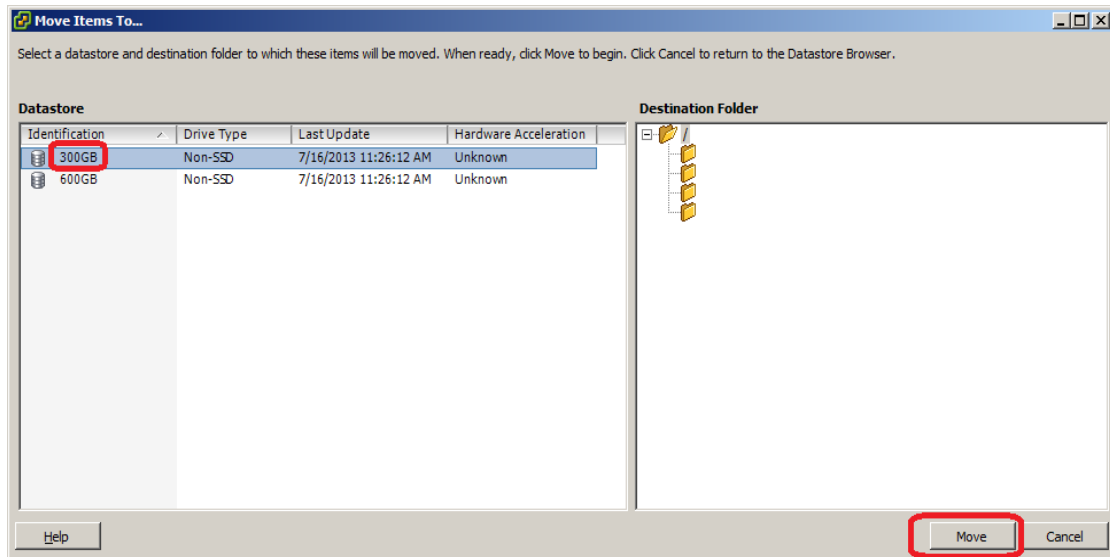 Move Items To...
Select a datastore and destination folder to which these items will be moved. When ready, click Move to begin. Click Cancel to return to the Datastore Browser.
Datastore
Destination Folder
Identification Drive Type Last Update Hardware Acceleration
300GB Non-SSD 7/16/2013 11:26:12 AM Unknown
600GB Non-SSD 7/16/2013 11:26:12 AM Unknown
/
Help
Move
Cancel